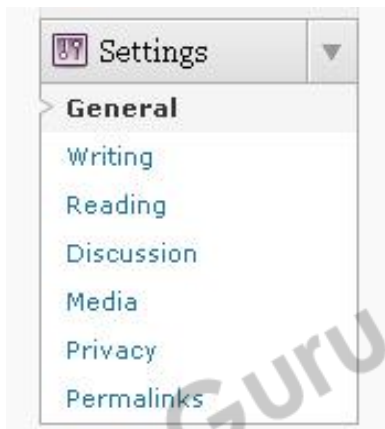 Settings
General
Writing
Reading
Discussion
Media
Privacy
Permalinks
Guru